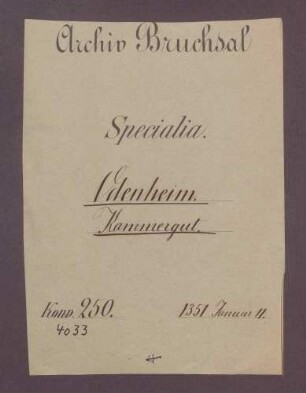 Archiv Bruchsal
Specialia.
Odenheim.
Kammergut.
Konv. 250. 1351 Januar 11.
4033